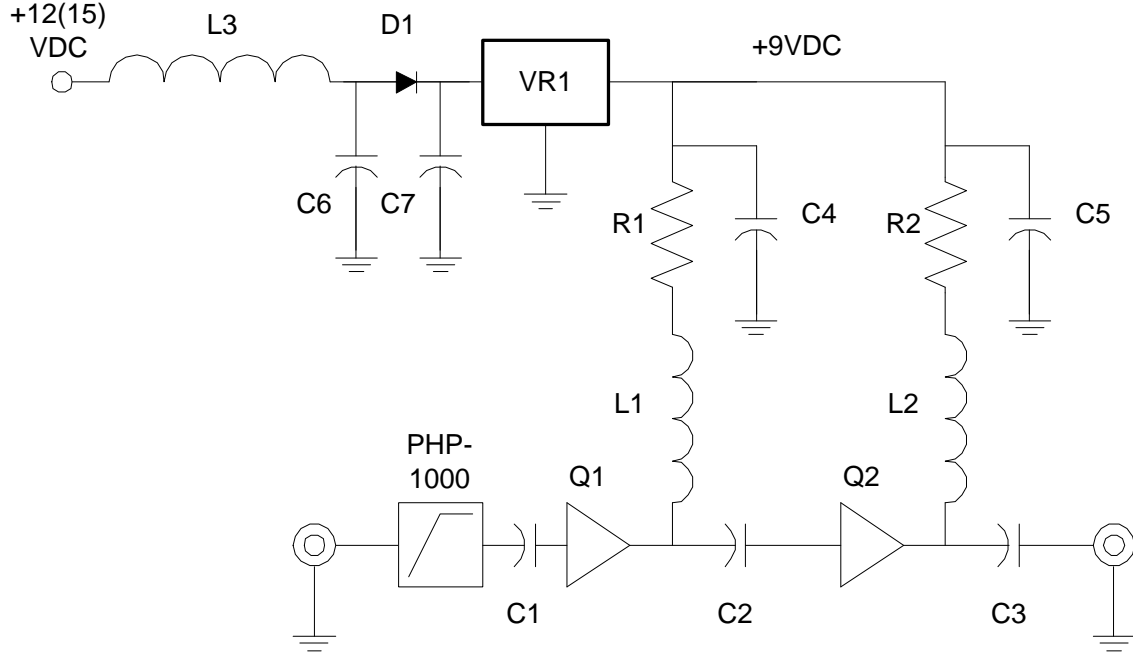 +12(15)
VDC
L3
D1
VR1
+9VDC
C6
C7
R1
C4
R2
C5
L1
L2
PHP-
1000
Q1
Q2
C1
C2
C3